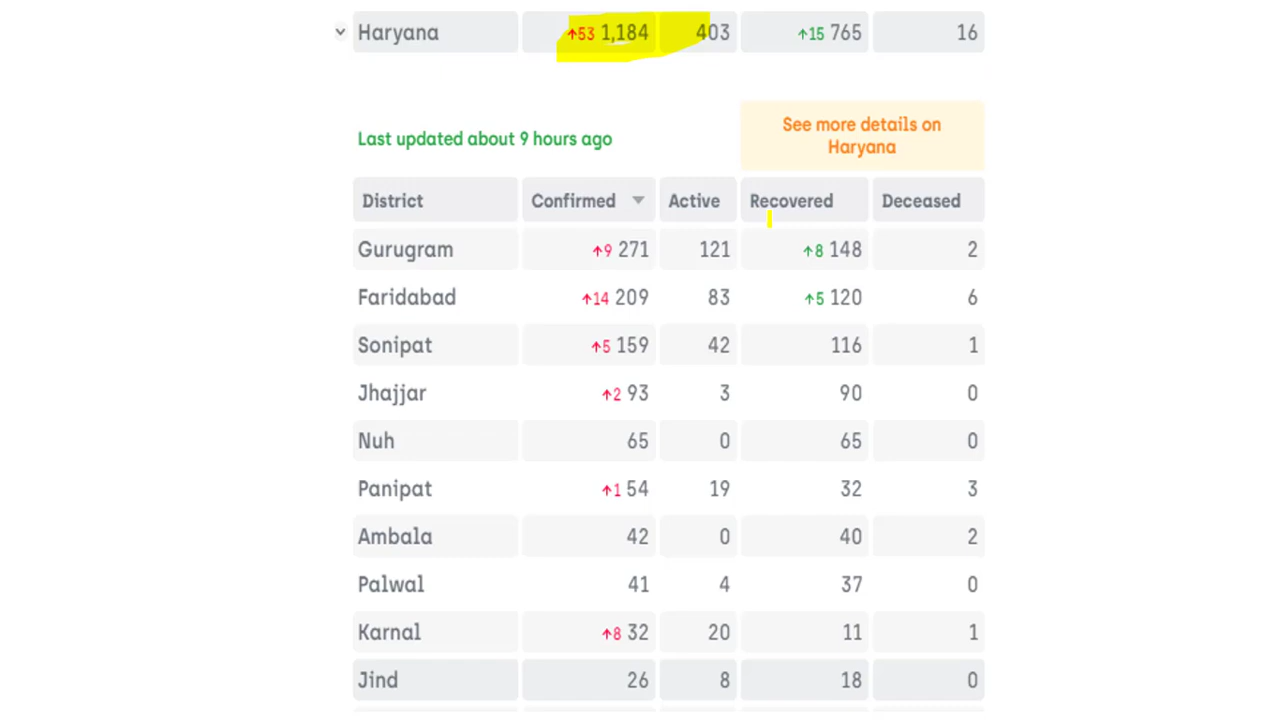 Haryana ↑53 1,184 403 ↑15 765 16
See more details on
Haryana
Last updated about 9 hours ago
District Confirmed Active Recovered Deceased
Gurugram ↑9 271 121 ↑8 148 2
Faridabad ↑14 209 83 ↑5 120 6
Sonipat ↑5 159 42 116 1
Jhajjar ↑2 93 3 90 0
Nuh 65 0 65 0
Panipat ↑1 54 19 32 3
Ambala 42 0 40 2
Palwal 41 4 37 0
Karnal ↑8 32 20 11 1
Jind 26 8 18 0